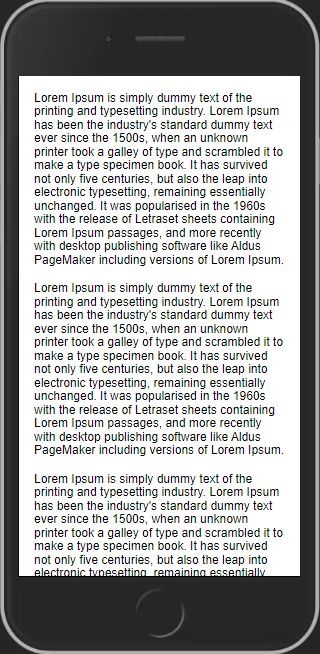 Lorem Ipsum is simply dummy text of the
printing and typesetting industry. Lorem Ipsum
has been the industry's standard dummy text
ever since the 1500s, when an unknown
printer took a galley of type and scrambled it to
make a type specimen book. It has survived
not only five centuries, but also the leap into
electronic typesetting, remaining essentially
unchanged. It was popularised in the 1960s
with the release of Letraset sheets containing
Lorem Ipsum passages, and more recently
with desktop publishing software like Aldus
PageMaker including versions of Lorem Ipsum.
Lorem Ipsum is simply dummy text of the
printing and typesetting industry. Lorem Ipsum
has been the industry's standard dummy text
ever since the 1500s, when an unknown
printer took a galley of type and scrambled it to
make a type specimen book. It has survived
not only five centuries, but also the leap into
electronic typesetting, remaining essentially
unchanged. It was popularised in the 1960s
with the release of Letraset sheets containing
Lorem Ipsum passages, and more recently
with desktop publishing software like Aldus
PageMaker including versions of Lorem Ipsum.
Lorem Ipsum is simply dummy text of the
printing and typesetting industry. Lorem Ipsum
has been the industry's standard dummy text
ever since the 1500s, when an unknown
printer took a galley of type and scrambled it to
make a type specimen book. It has survived
not only five centuries, but also the leap into
electronic typesetting, remaining essentially